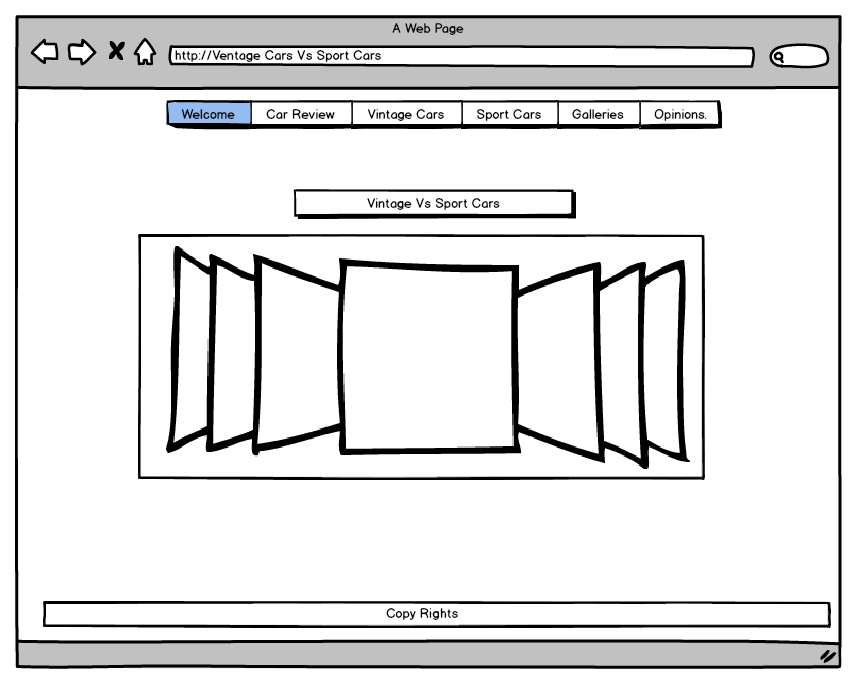 A Web Page
http://Ventage Cars Vs Sport Cars
Welcome Car Review Vintage Cars Sport Cars Galleries Opinions.
Vintage Vs Sport Cars
Copy Rights